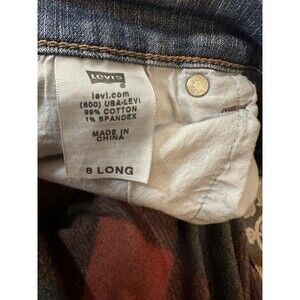 LEVI'S
levi.com
(800) USA-LEVI
99% COTTON
1% SPANDEX
MADE IN
CHINA
8 LONG